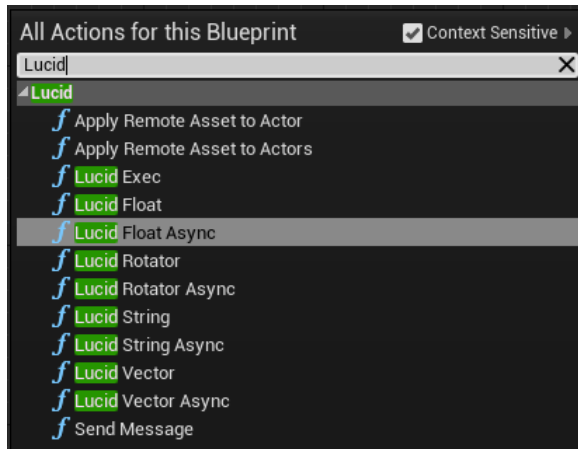 All Actions for this Blueprint Context Sensitive
Lucid
Lucid
Apply Remote Asset to Actor
Apply Remote Asset to Actors
Lucid Exec
Lucid Float
Lucid Float Async
Lucid Rotator
Lucid Rotator Async
Lucid String
Lucid String Async
Lucid Vector
Lucid Vector Async
Send Message